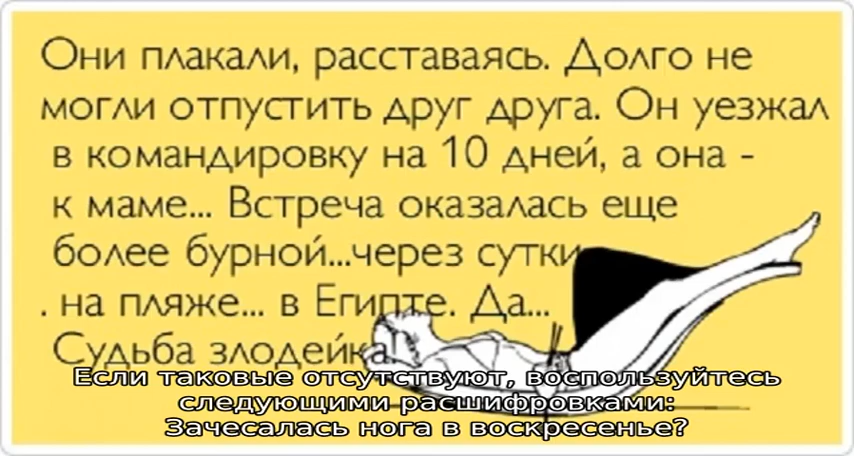 Они плакали, расставаясь. Долго не
могли отпустить друг друга. Он уезжал
в командировку на 10 дней, а она -
к маме... Встреча оказалась еще
более бурной...через сутки
. на пляже... в Египте. Да...
Судьба злодейка!
Если таковые отсутствуют, воспользуйтесь
следующими расшифровками:
Зачесалась нога в воскресенье?